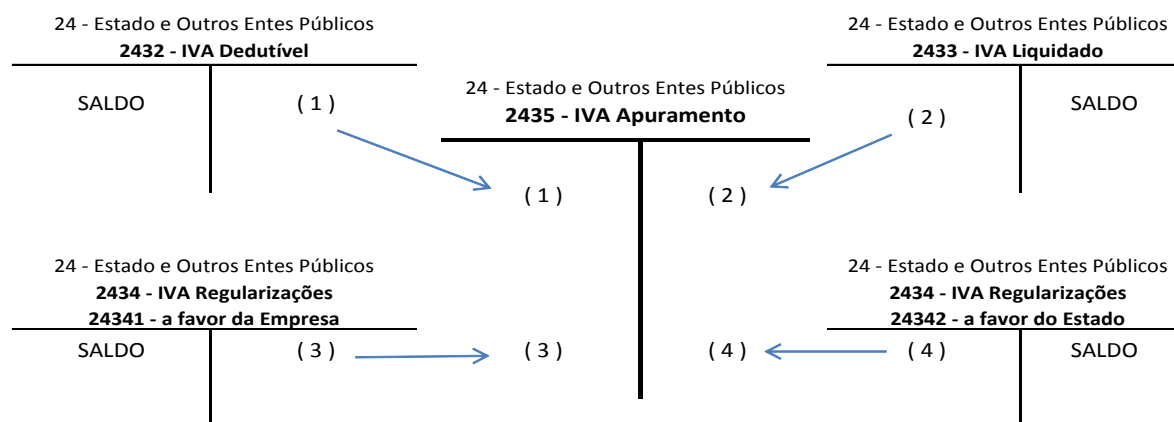 24 - Estado e Outros Entes Públicos
2432 - IVA Dedutível
SALDO
( 1 )
24 - Estado e Outros Entes Públicos
2433 - IVA Liquidado
( 2 )
SALDO
24 - Estado e Outros Entes Públicos
2435 - IVA Apuramento
( 1 )
( 2 )
( 3 )
( 4 )
24 - Estado e Outros Entes Públicos
2434 - IVA Regularizações
24341 - a favor da Empresa
SALDO
( 3 )
24 - Estado e Outros Entes Públicos
2434 - IVA Regularizações
24342 - a favor do Estado
( 4 )
SALDO